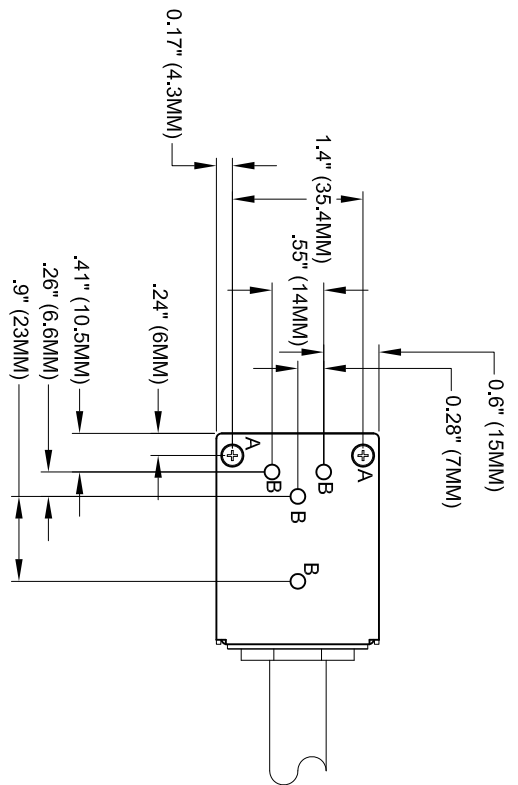 0.17" (4.3MM)
1.4" (35.4MM)
.55" (14MM)
0.6" (15MM)
0.28" (7MM)
.24" (6MM)
.41" (10.5MM)
.26" (6.6MM)
.9" (23MM)
A
A
B
B
B
B